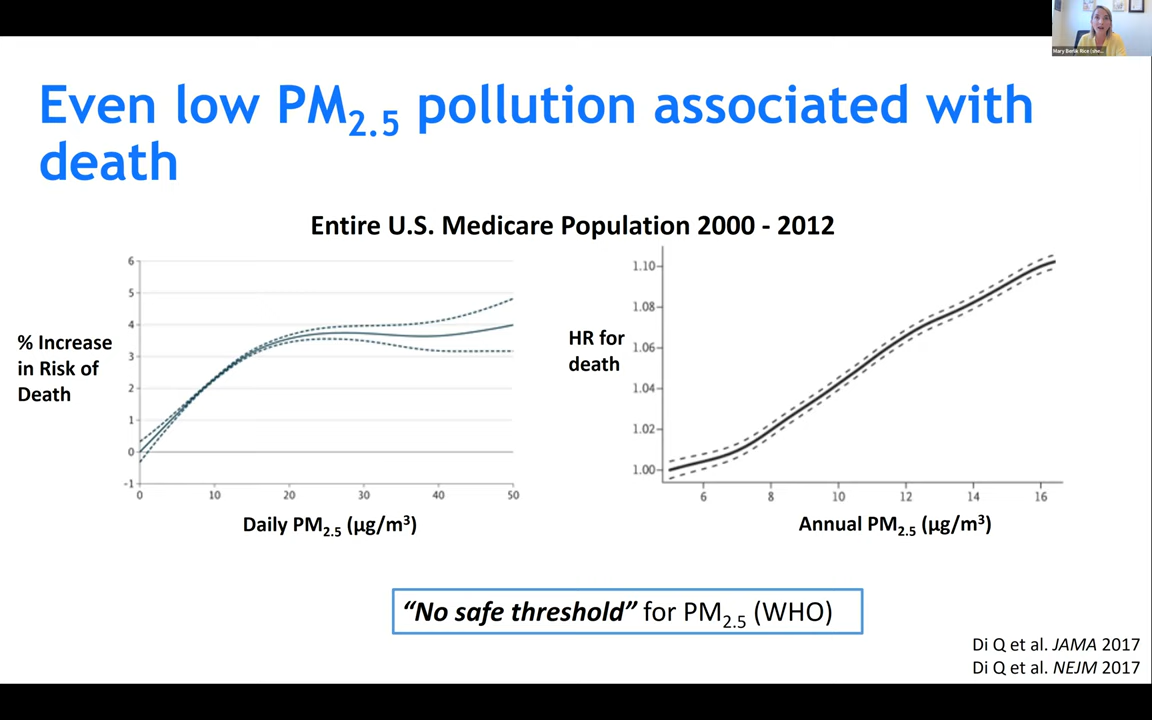 Even low PM2.5 pollution associated with
death
Entire U.S. Medicare Population 2000 - 2012
% Increase
in Risk of
Death
6
5
4
3
2
1
0
-1
0 10 20 30 40 50
Daily PM2.5 (µg/m³)
HR for
death
1.10
1.08
1.06
1.04
1.02
1.00
6 8 10 12 14 16
Annual PM2.5 (µg/m³)
“No safe threshold” for PM2.5 (WHO)
Di Q et al. JAMA 2017
Di Q et al. NEJM 2017